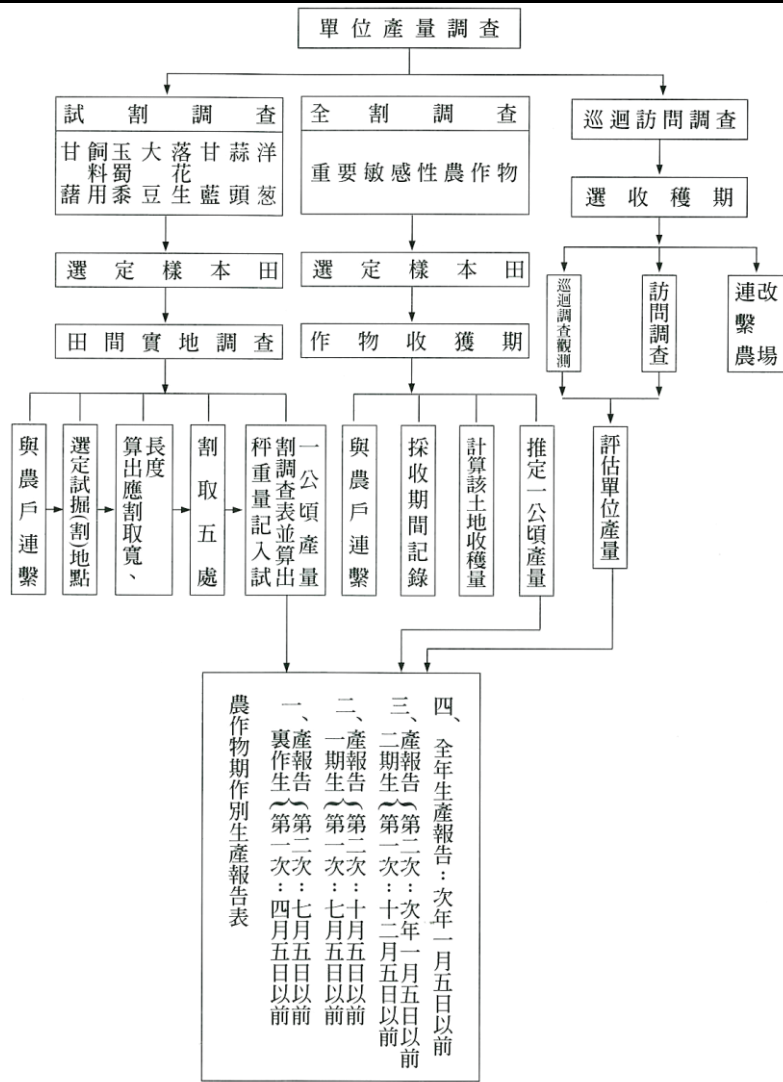 單位產量調查
試割調查
甘藷
飼料用
玉蜀黍
大豆
落花生
甘藍
蒜頭
洋葱
全割調查
重要敏感性農作物
巡迴訪問調查
選收穫期
選定樣本田
選定樣本田
巡迴調查觀測
訪問調查
改場
連繫農
田間實地調查
作物收獲期
與農戶連繫
選定試掘(割)地點
算出應割取寬、
長度
割取五處
秤重量記入試
割調查表並算出
一公頃產量
與農戶連繫
採收期間記錄
計算該土地收穫量
推定一公頃產量
評估單位產量
農作物期作別生產報告表
一、裏作生產報告{第一次：四月五日以前
第二次：七月五日以前
二、一期生產報告{第一次：七月五日以前
第二次：十月五日以前
三、二期生產報告{第一次：十二月五日以前
第二次：次年一月五日以前
四、全年生產報告：次年一月五日以前